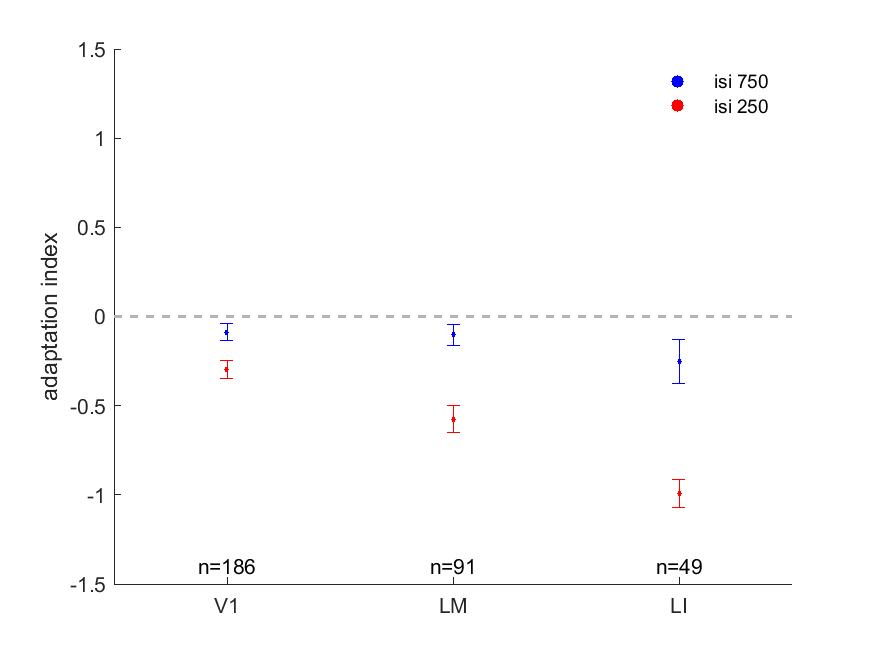 1.5
isi 750
isi 250
1
0.5
0
-0.5
-1
-1.5
adaptation index
n=186
n=91
n=49
V1
LM
LI